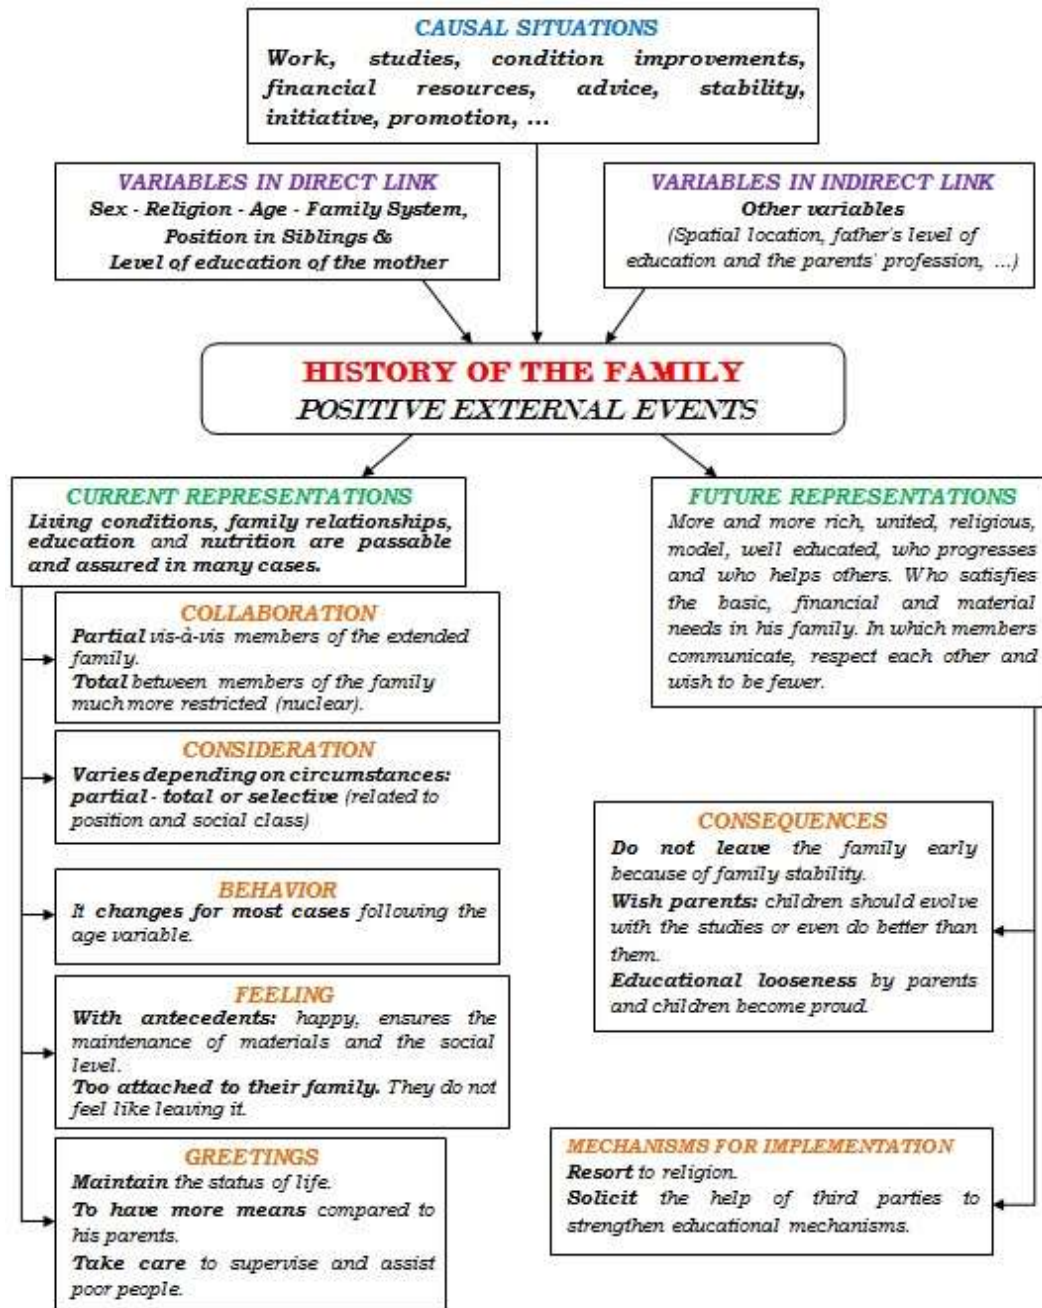 CAUSAL SITUATIONS
Work, studies, condition improvements,
financial resources, advice, stability,
initiative, promotion, ...
VARIABLES IN DIRECT LINK
Sex - Religion - Age - Family System,
Position in Siblings &
Level of education of the mother
VARIABLES IN INDIRECT LINK
Other variables
(Spatial location, father's level of
education and the parents' profession, ...)
HISTORY OF THE FAMILY
POSITIVE EXTERNAL EVENTS
CURRENT REPRESENTATIONS
Living conditions, family relationships,
education and nutrition are passable
and assured in many cases.
COLLABORATION
Partial vis-à-vis members of the extended
family.
Total between members of the family
much more restricted (nuclear).
CONSIDERATION
Varies depending on circumstances:
partial - total or selective (related to
position and social class)
BEHAVIOR
It changes for most cases following the
age variable.
FEELING
With antecedents: happy, ensures the
maintenance of materials and the social
level.
Too attached to their family. They do not
feel like leaving it.
GREETINGS
Maintain the status of life.
To have more means compared to
his parents.
Take care to supervise and assist
poor people.
FUTURE REPRESENTATIONS
More and more rich, united, religious,
model, well educated, who progresses
and who helps others. Who satisfies
the basic, financial and material
needs in his family. In which members
communicate, respect each other and
wish to be fewer.
CONSEQUENCES
Do not leave the family early
because of family stability.
Wish parents: children should evolve
with the studies or even do better than
them.
Educational looseness by parents
and children become proud.
MECHANISMS FOR IMPLEMENTATION
Resort to religion.
Solicit the help of third parties to
strengthen educational mechanisms.